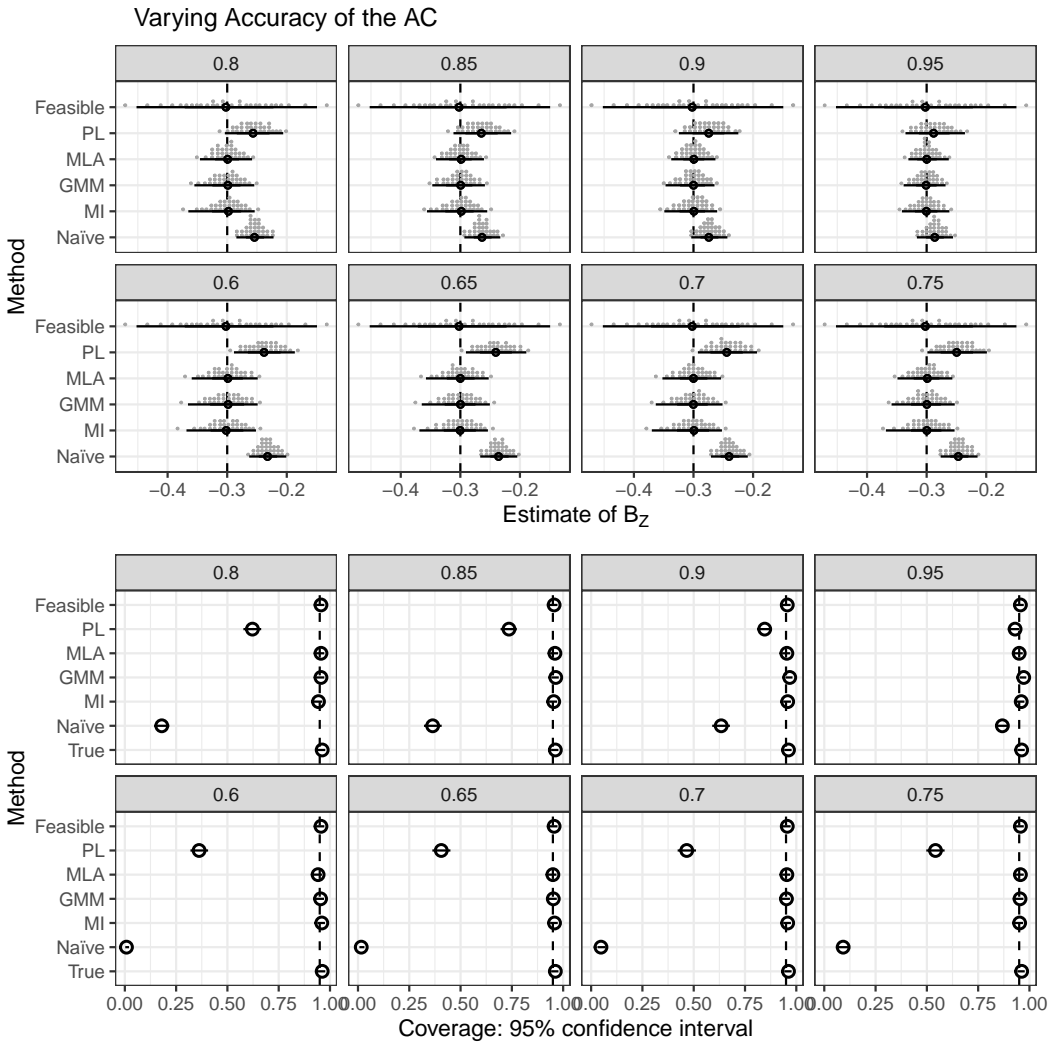 Varying Accuracy of the AC
0.8 0.85 0.9 0.95
Feasible
PL
MLA
GMM
MI
Naïve
0.6 0.65 0.7 0.75
Feasible
PL
MLA
GMM
MI
Naïve
Method
−0.4 −0.3 −0.2 −0.4 −0.3 −0.2 −0.4 −0.3 −0.2 −0.4 −0.3 −0.2
Estimate of BZ
0.8 0.85 0.9 0.95
Feasible
PL
MLA
GMM
MI
Naïve
True
0.6 0.65 0.7 0.75
Feasible
PL
MLA
GMM
MI
Naïve
True
Method
0.00 0.25 0.50 0.75 1.00 0.00 0.25 0.50 0.75 1.00 0.00 0.25 0.50 0.75 1.00 0.00 0.25 0.50 0.75 1.00
Coverage: 95% confidence interval